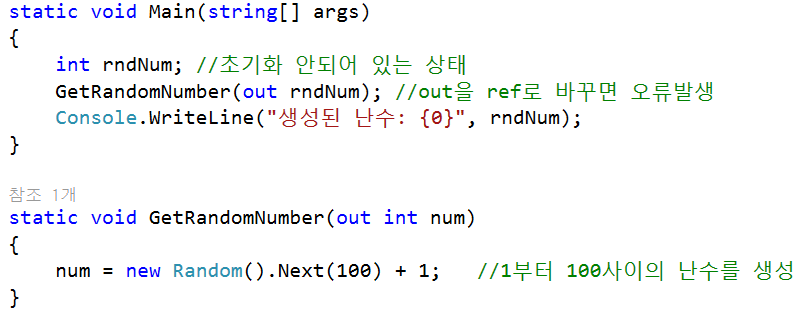 static void Main(string[] args)
{
    int rndNum; //초기화 안되어 있는 상태
    GetRandomNumber(out rndNum); //out을 ref로 바꾸면 오류발생
    Console.WriteLine("생성된 난수: {0}", rndNum);
}
참조 1개
static void GetRandomNumber(out int num)
{
    num = new Random().Next(100) + 1;   //1부터 100사이의 난수를 생성
}